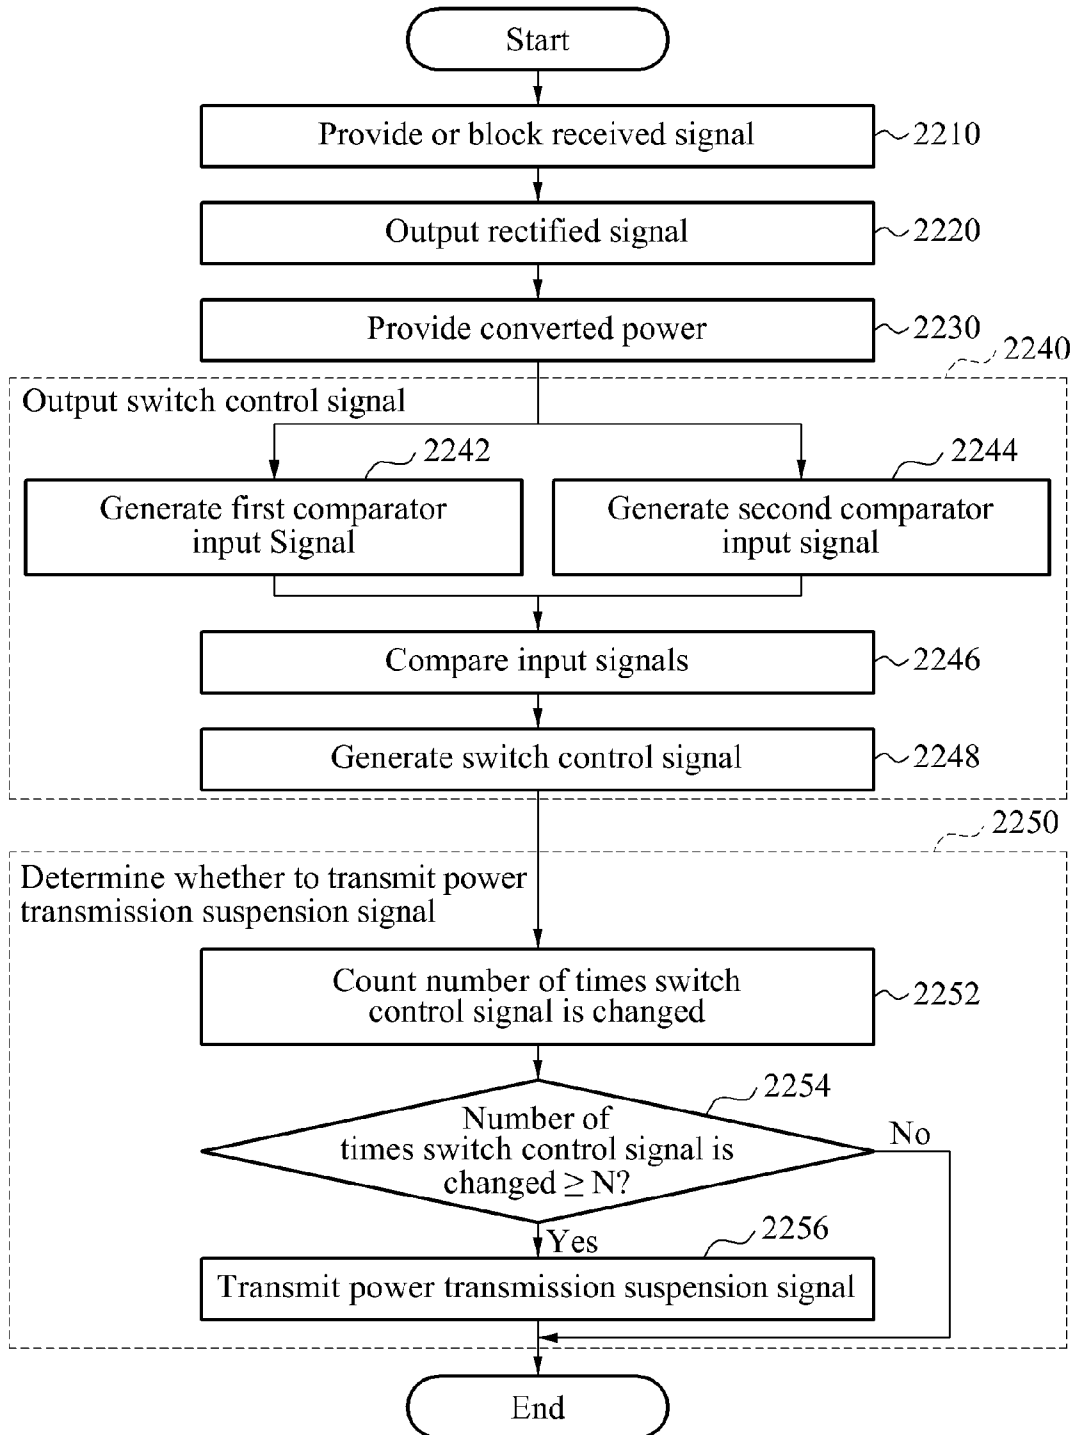 Start
Provide or block received signal
2210
Output rectified signal
2220
Provide converted power
2230
2240
Output switch control signal
2242
2244
Generate first comparator
input Signal
Generate second comparator
input signal
Compare input signals
2246
Generate switch control signal
2248
2250
Determine whether to transmit power
transmission suspension signal
Count number of times switch
control signal is changed
2252
2254
Number of
times switch control signal is
changed ≥ N?
No
Yes
2256
Transmit power transmission suspension signal
End